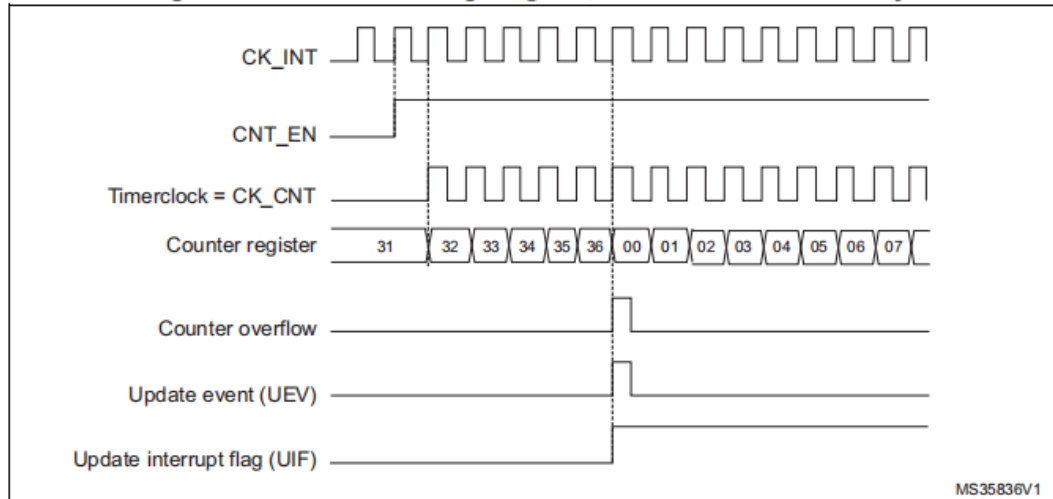 CK_INT
CNT_EN
Timerclock = CK_CNT
Counter register 31 32 33 34 35 36 00 01 02 03 04 05 06 07
Counter overflow
Update event (UEV)
Update interrupt flag (UIF)
MS35836V1